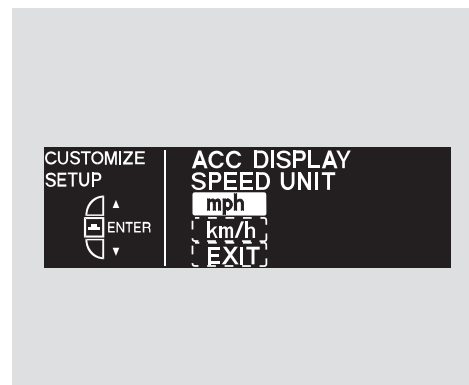 CUSTOMIZE
SETUP
ENTER
ACC DISPLAY
SPEED UNIT
mph
km/h
EXIT